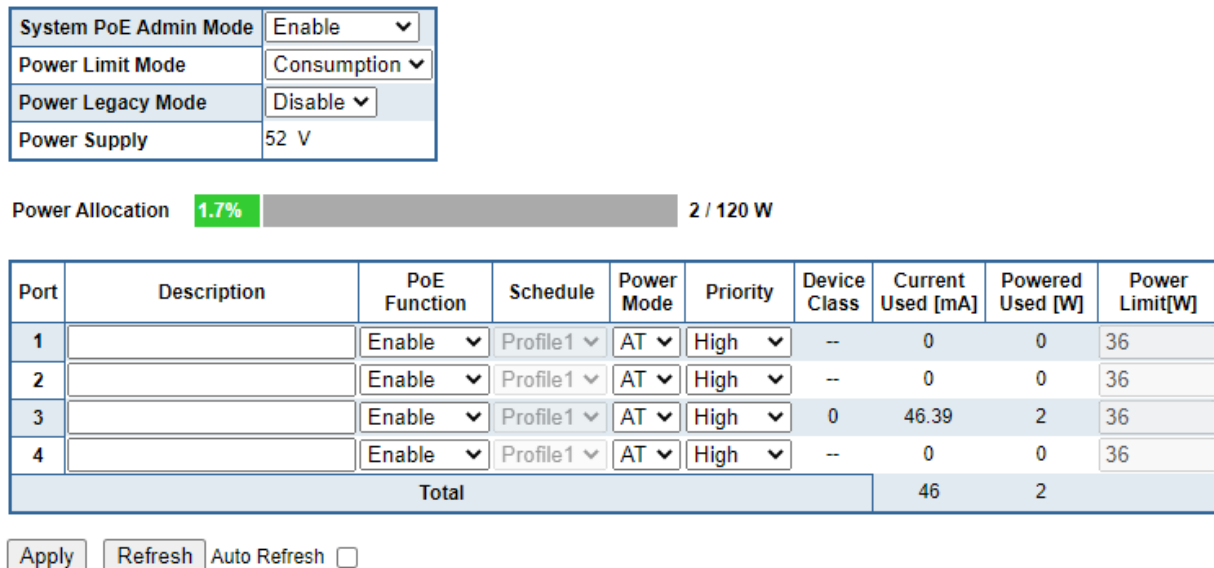 System PoE Admin Mode Enable
Power Limit Mode Consumption
Power Legacy Mode Disable
Power Supply 52 V
Power Allocation 1.7% 2 / 120 W
Port Description PoE Function Schedule Power Mode Priority Device Class Current Used [mA] Powered Used [W] Power Limit[W]
1 Enable Profile1 AT High -- 0 0 36
2 Enable Profile1 AT High -- 0 0 36
3 Enable Profile1 AT High 0 46.39 2 36
4 Enable Profile1 AT High -- 0 0 36
Total 46 2
Apply Refresh Auto Refresh